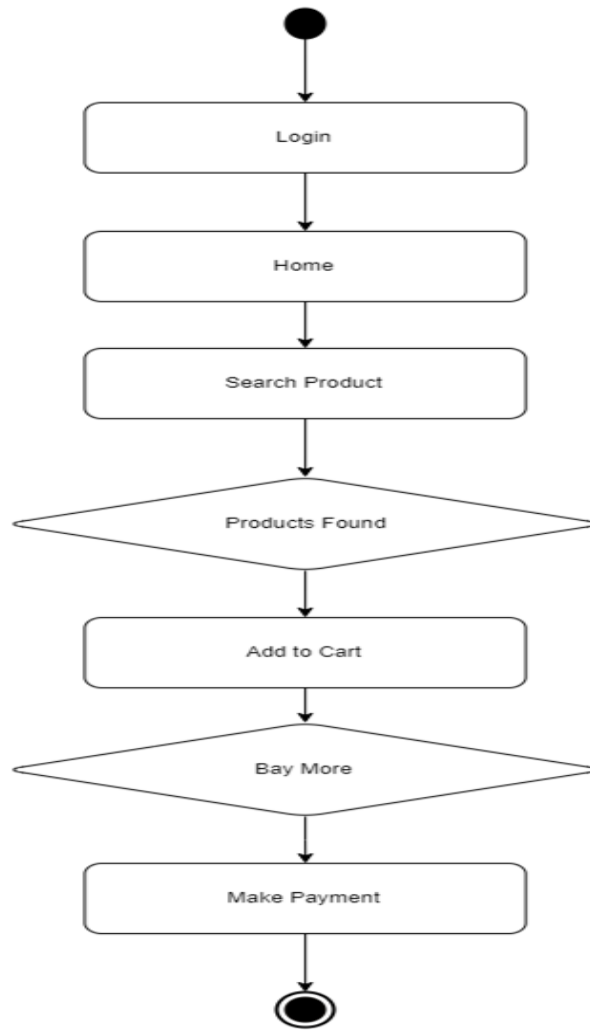 Login
Home
Search Product
Products Found
Add to Cart
Bay More
Make Payment